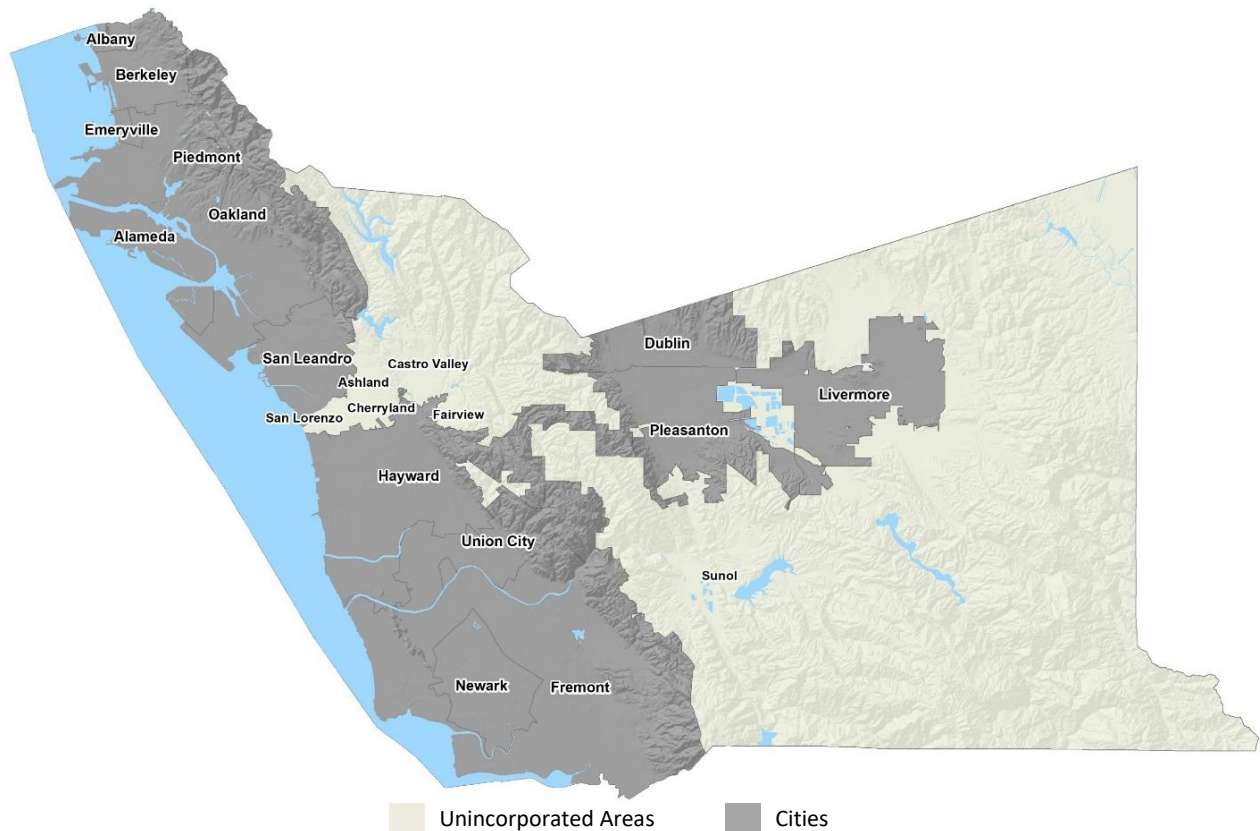 Albany
Berkeley
Emeryville
Piedmont
Oakland
Alameda
San Leandro
Dublin
Castro Valley
Ashland
Livermore
Cherryland
San Lorenzo
Fairview
Pleasanton
Hayward
Union City
Sunol
Newark
Fremont
Unincorporated Areas
Cities